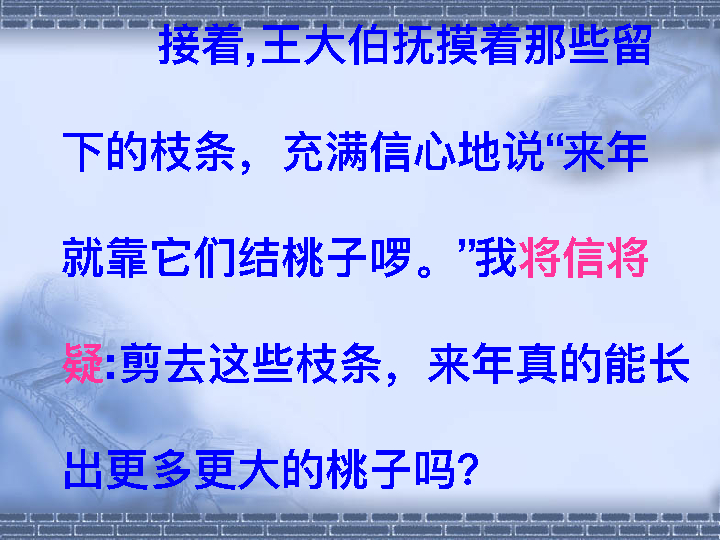 接着,王大伯抚摸着那些留
下的枝条，充满信心地说“来年
就靠它们结桃子啰。”我将信将
疑:剪去这些枝条，来年真的能长
出更多更大的桃子吗?